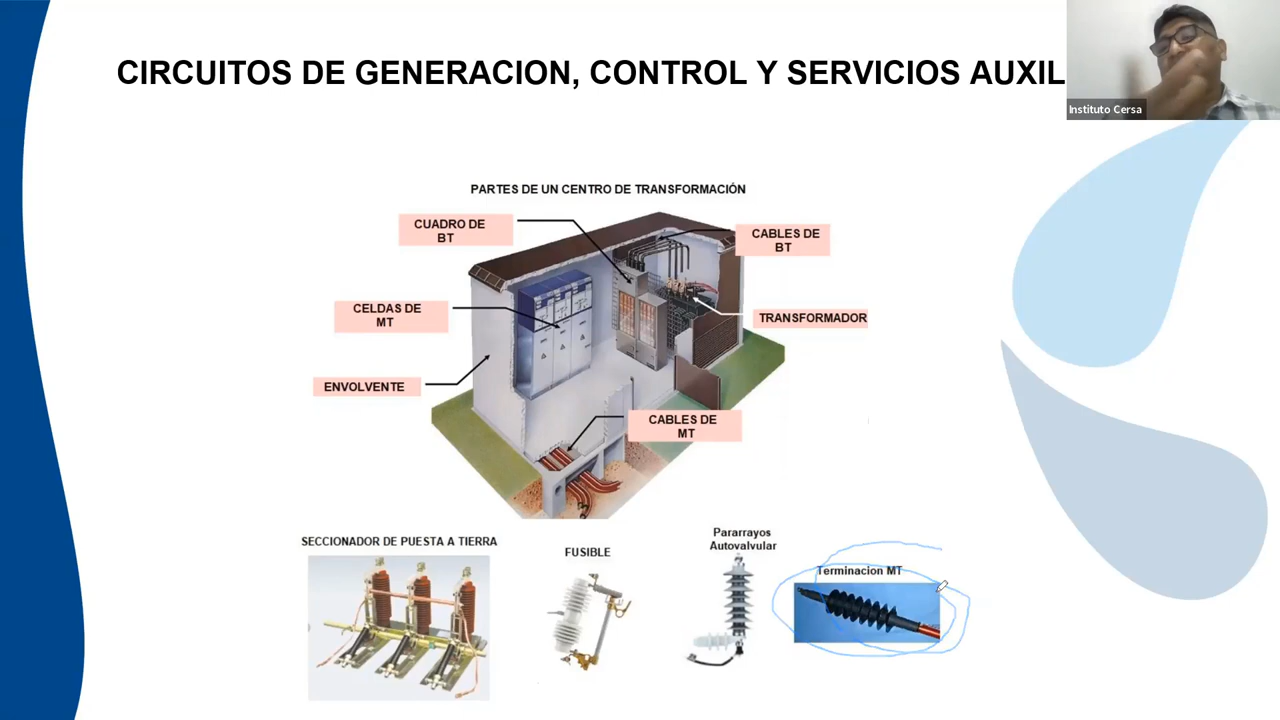 CIRCUITOS DE GENERACION, CONTROL Y SERVICIOS AUXIL
Instituto Cersa
PARTES DE UN CENTRO DE TRANSFORMACIÓN
CUADRO DE
BT
CABLES DE
BT
CELDAS DE
MT
TRANSFORMADOR
ENVOLVENTE
CABLES DE
MT
SECCIONADOR DE PUESTA A TIERRA
FUSIBLE
Pararrayos
Autovalvular
Terminacion MT